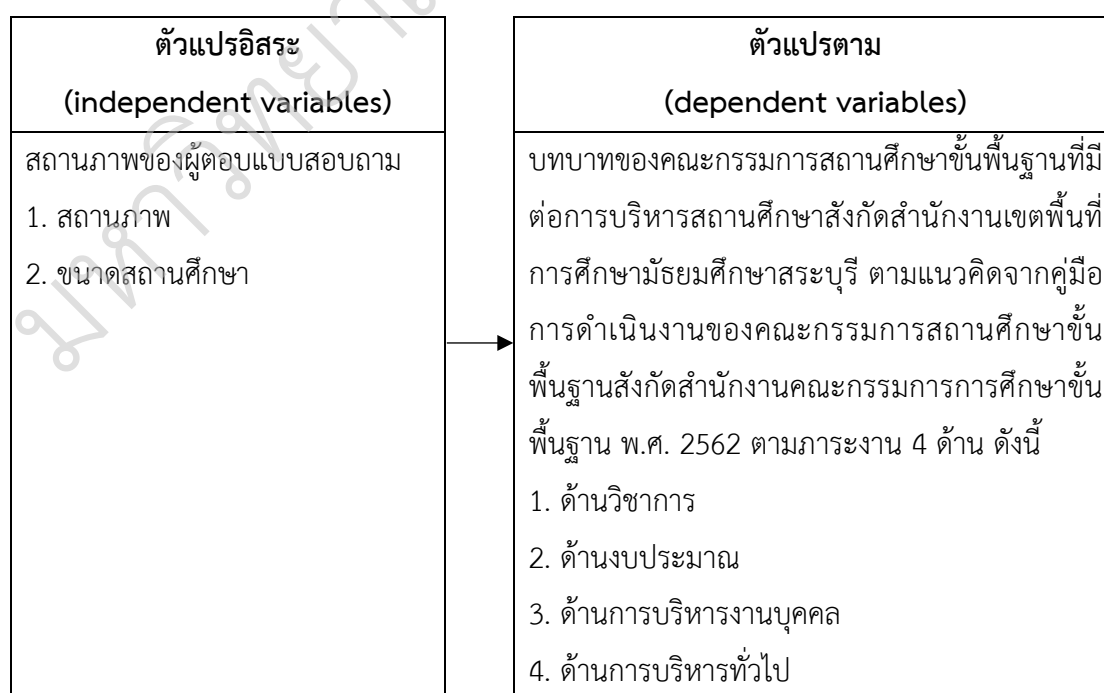 ตัวแปรอิสระ
(independent variables)
สถานภาพของผู้ตอบแบบสอบถาม
1. สถานภาพ
2. ขนาดสถานศึกษา
ตัวแปรตาม
(dependent variables)
บทบาทของคณะกรรมการสถานศึกษาขั้นพื้นฐานที่มี
ต่อการบริหารสถานศึกษาสังกัดสำนักงานเขตพื้นที่
การศึกษามัธยมศึกษาสระบุรี ตามแนวคิดจากคู่มือ
การดำเนินงานของคณะกรรมการสถานศึกษาขั้น
พื้นฐานสังกัดสำนักงานคณะกรรมการการศึกษาขั้น
พื้นฐาน พ.ศ. 2562 ตามภาระงาน 4 ด้าน ดังนี้
1. ด้านวิชาการ
2. ด้านงบประมาณ
3. ด้านการบริหารงานบุคคล
4. ด้านการบริหารทั่วไป